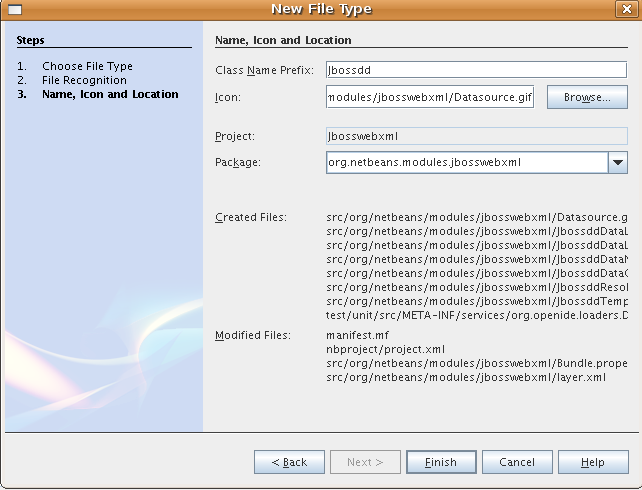 New File Type
Steps
1. Choose File Type
2. File Recognition
3. Name, Icon and Location
Name, Icon and Location
Class Name Prefix: Jbossdd
Icon: modules/jbosswebxml/Datasource.gif Browse...
Project: Jbosswebxml
Package: org.netbeans.modules.jbosswebxml
Created Files: src/org/netbeans/modules/jbosswebxml/Datasource.g
src/org/netbeans/modules/jbosswebxml/JbossddDataL
src/org/netbeans/modules/jbosswebxml/JbossddDataL
src/org/netbeans/modules/jbosswebxml/JbossddDataN
src/org/netbeans/modules/jbosswebxml/JbossddDataO
src/org/netbeans/modules/jbosswebxml/JbossddResol
src/org/netbeans/modules/jbosswebxml/JbossddTemp
test/unit/src/META-INF/services/org.openide.loaders.D
Modified Files: manifest.mf
nbproject/project.xml
src/org/netbeans/modules/jbosswebxml/Bundle.prope
src/org/netbeans/modules/jbosswebxml/layer.xml
< Back Next > Finish Cancel Help